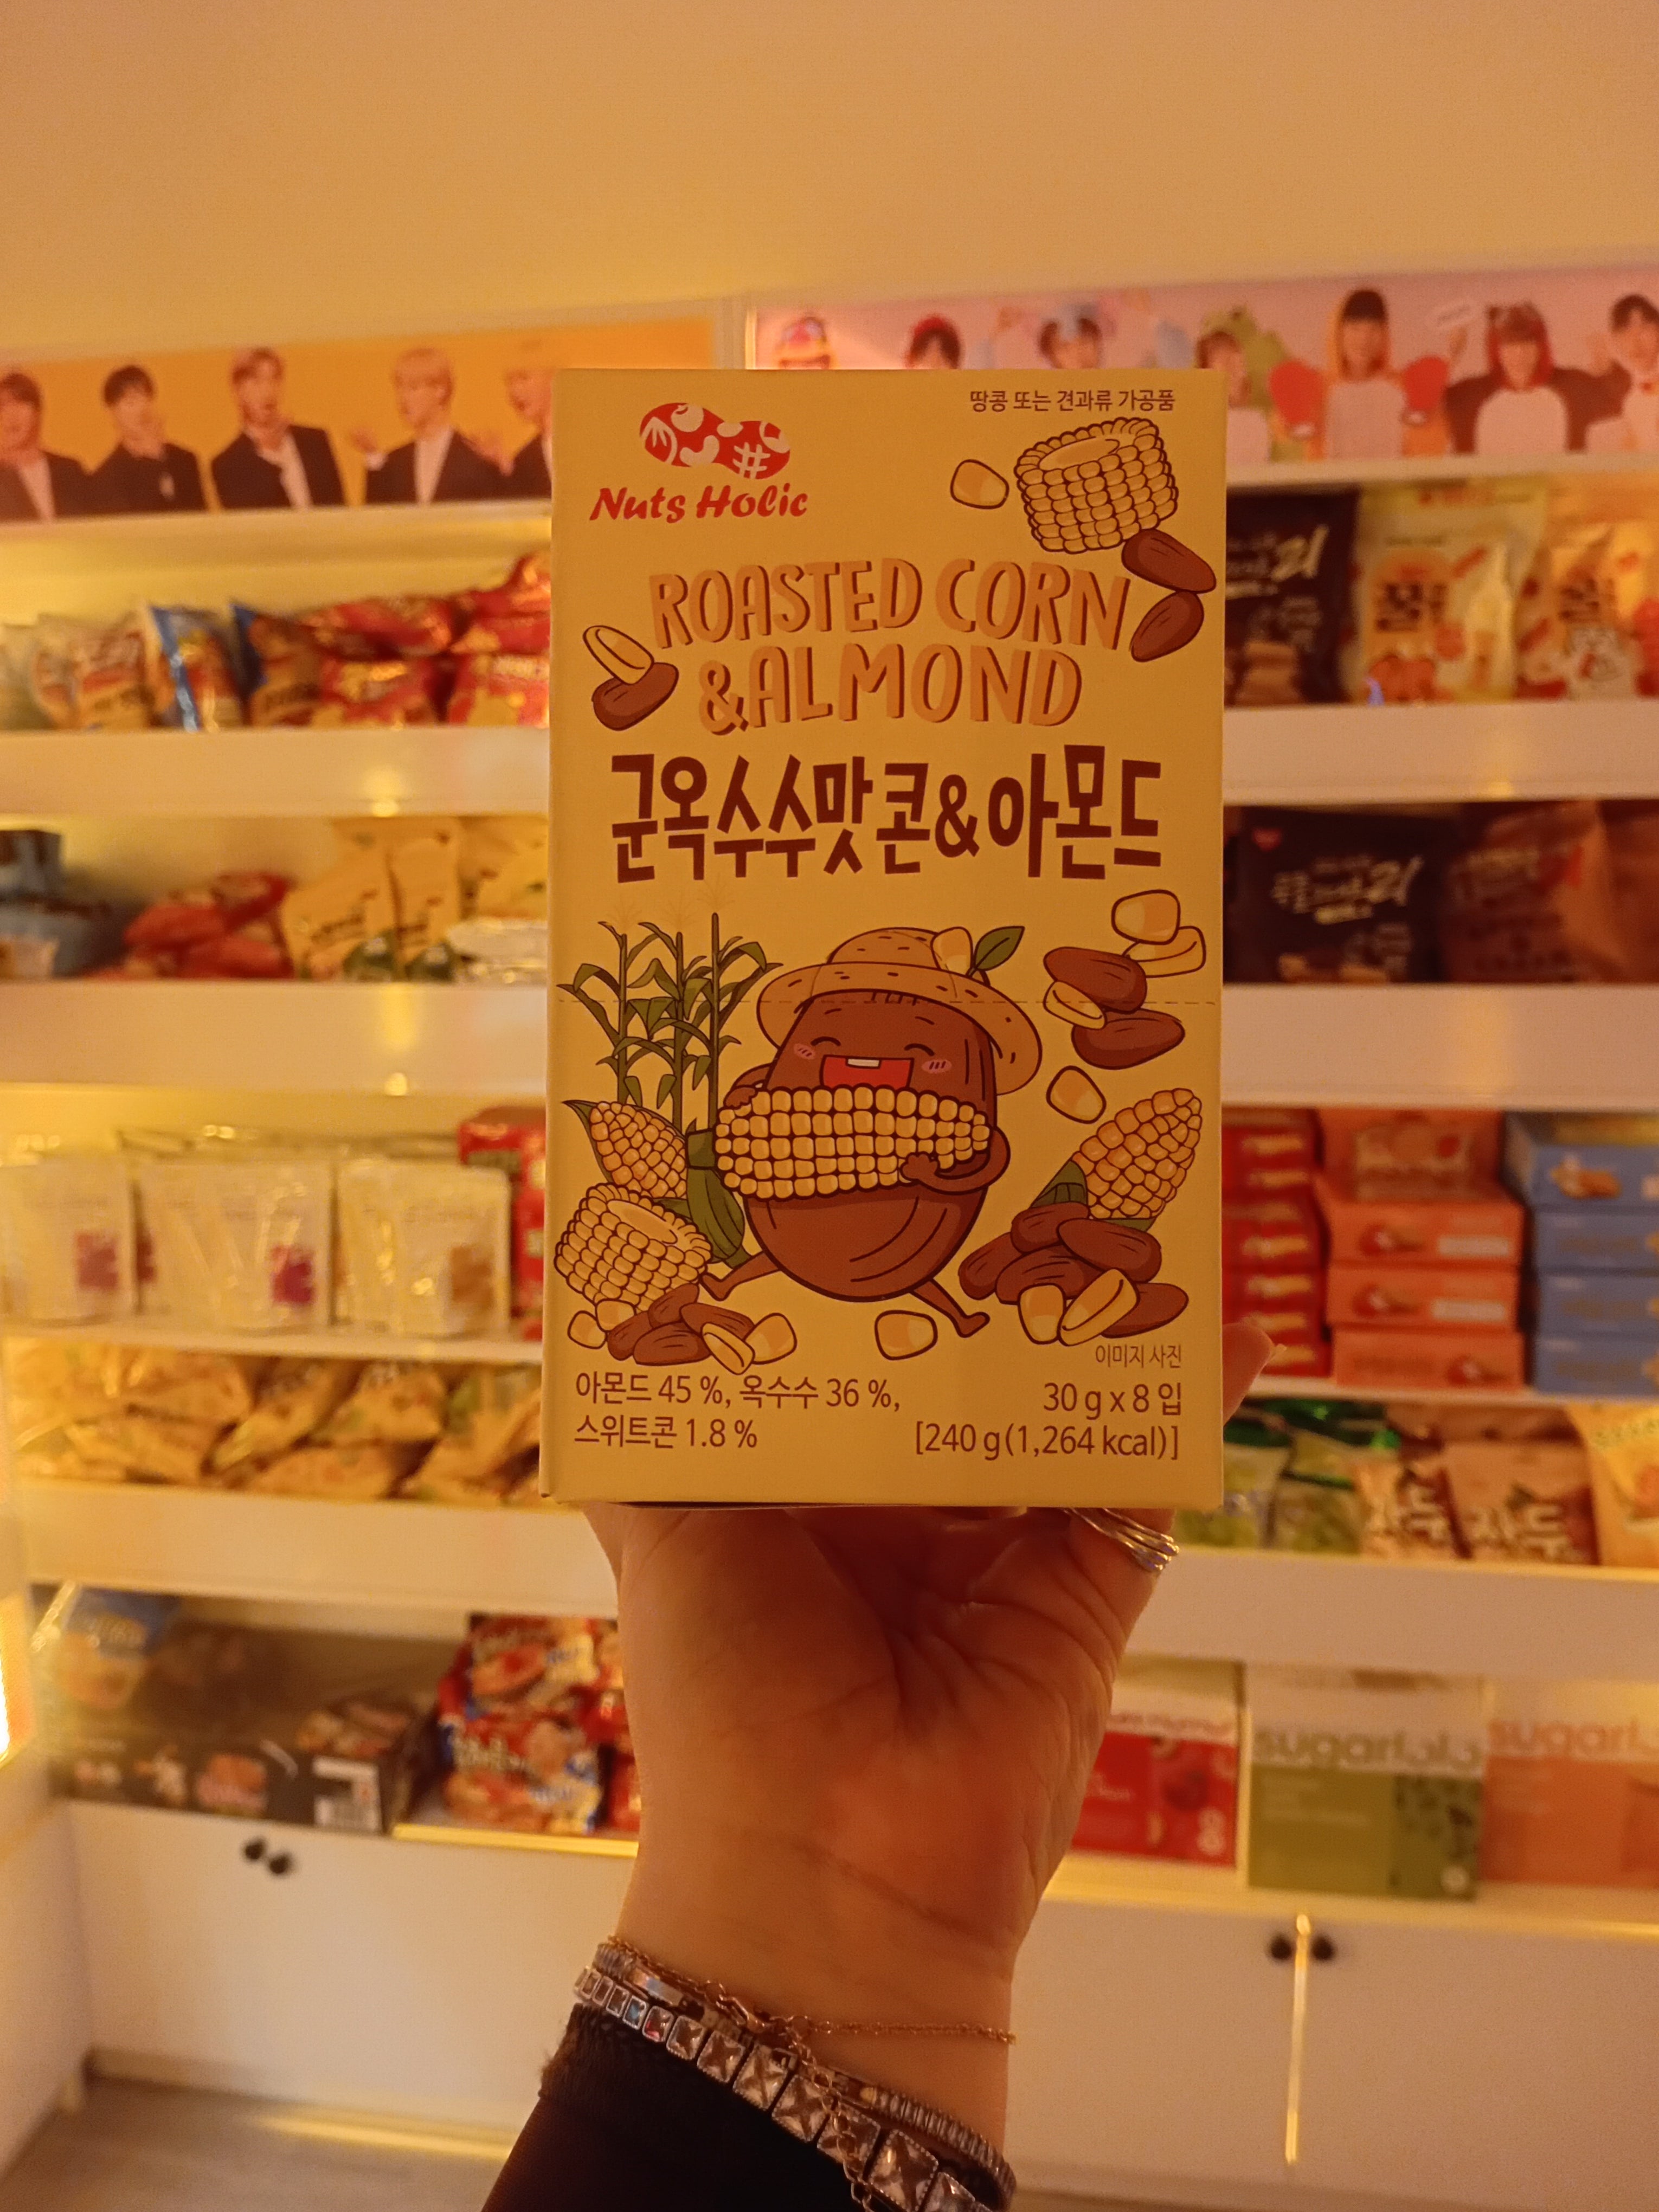 땅콩 또는 견과류 가공품
Nuts Holic
ROASTED CORN
&ALMOND
군옥수수맛 콘&아몬드
이미지 사진
아몬드 45 %, 옥수수 36 %,
스위트콘 1.8 %
30 g x 8 입
[240 g(1,264 kcal)]
sugarlolo